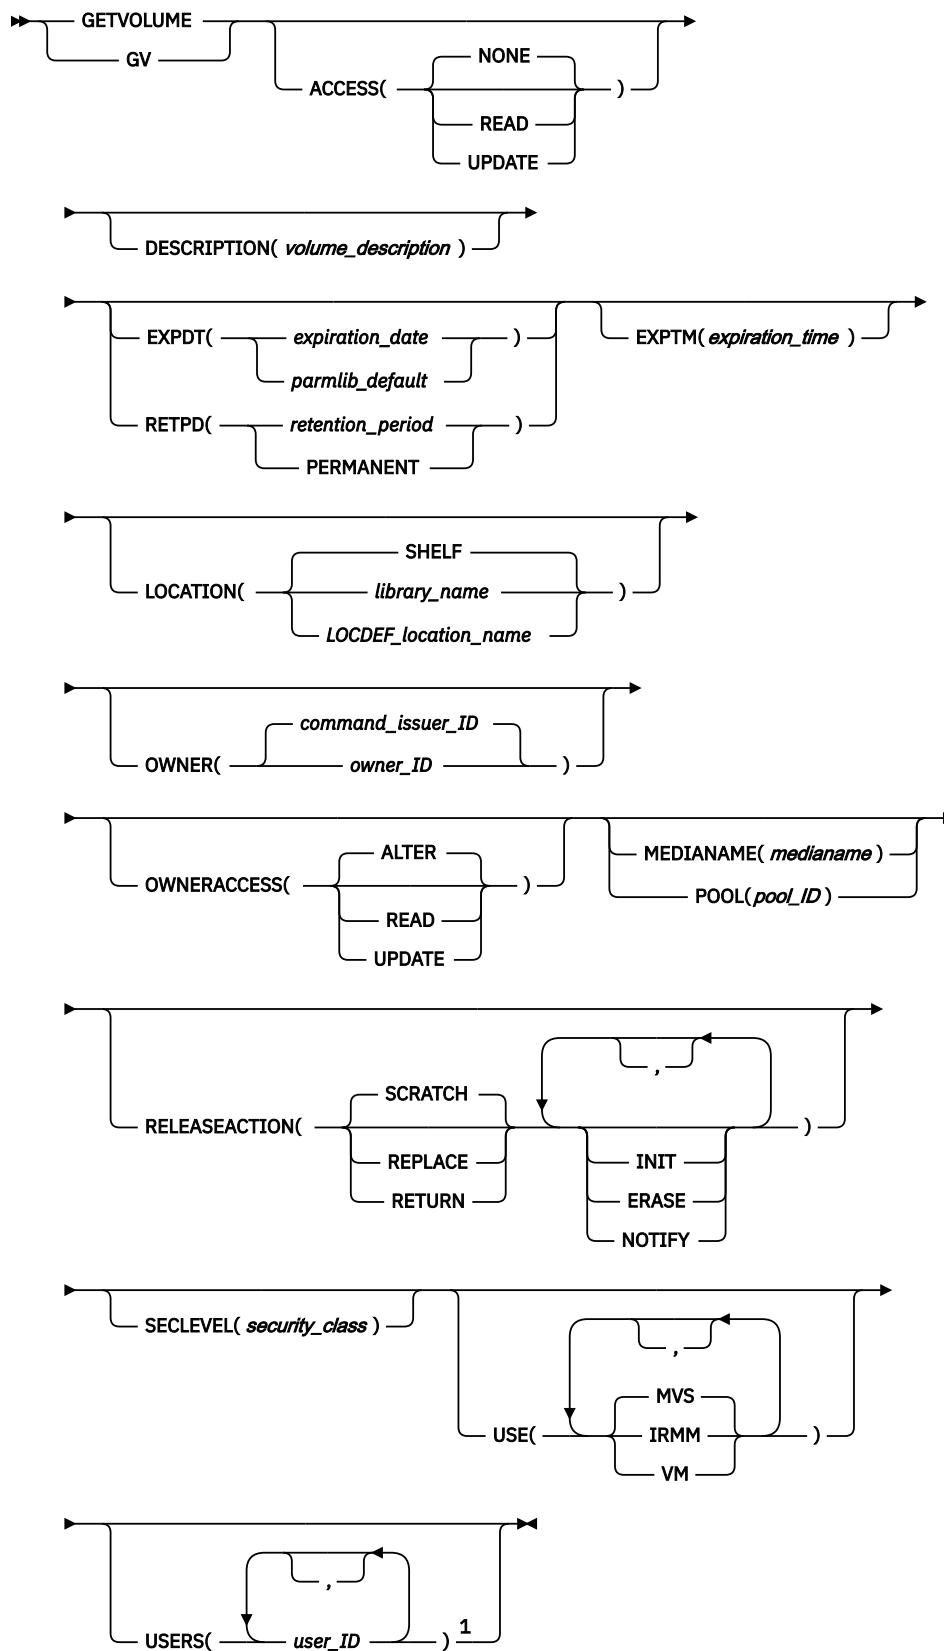 GETVOLUME
GV
NONE
ACCESS( )
READ
UPDATE
DESCRIPTION( volume_description )
EXPDT( expiration_date ) EXPTM( expiration_time )
parmlib_default
RETPD( retention_period )
PERMANENT
SHELF
LOCATION( library_name )
LOCDEF_location_name
command_issuer_ID
OWNER( owner_ID )
ALTER
OWNERACCESS( ) MEDIANAME( medianame )
READ POOL( pool_ID )
UPDATE
,
SCRATCH
RELEASEACTION( )
REPLACE INIT
RETURN ERASE
NOTIFY
SECLEVEL( security_class )
,
MVS
USE( IRMM )
VM
,
USERS( user_ID ) 1